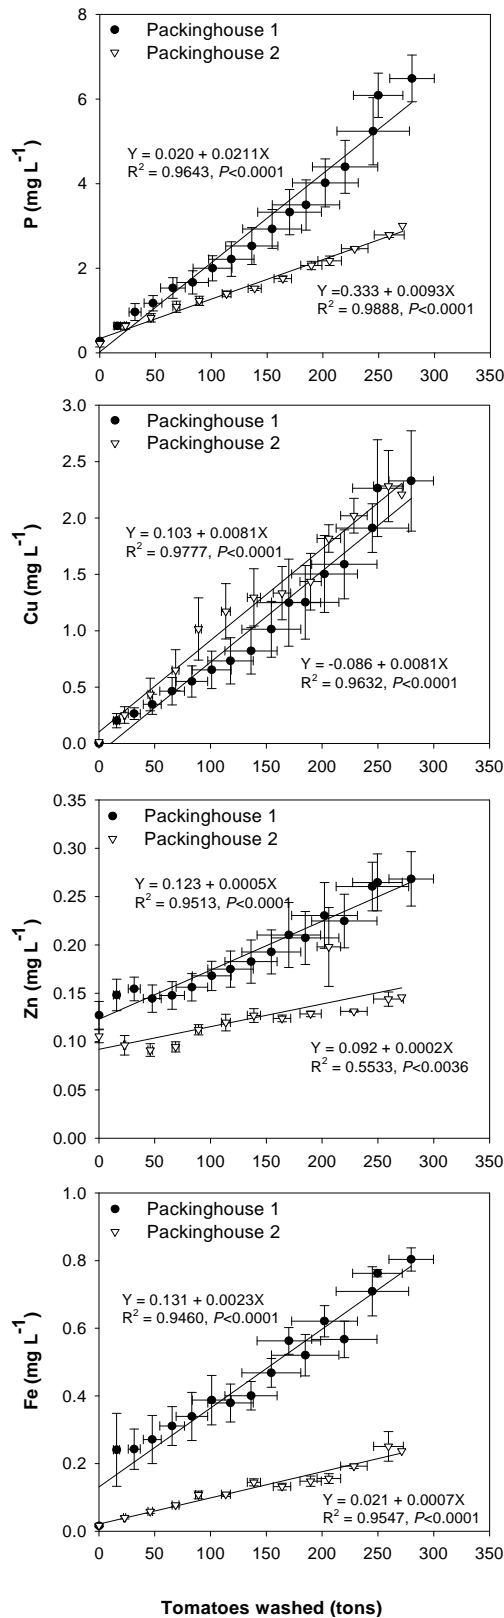 8
Packinghouse 1
Packinghouse 2
6
Y = 0.020 + 0.0211X
R² = 0.9643, P<0.0001
P (mg L⁻¹)
4
2
Y =0.333 + 0.0093X
R² = 0.9888, P<0.0001
0
0 50 100 150 200 250 300 350
3.0
Packinghouse 1
Packinghouse 2
2.5
2.0
Y = 0.103 + 0.0081X
R² = 0.9777, P<0.0001
Cu (mg L⁻¹)
1.5
1.0
Y = -0.086 + 0.0081X
R² = 0.9632, P<0.0001
0.5
0.0
0 50 100 150 200 250 300 350
0.35
Packinghouse 1
Packinghouse 2
0.30
Y = 0.123 + 0.0005X
R² = 0.9513, P<0.0001
0.25
Zn (mg L⁻¹)
0.20
0.15
0.10
Y = 0.092 + 0.0002X
R² = 0.5533, P<0.0036
0.05
0.00
0 50 100 150 200 250 300 350
1.0
Packinghouse 1
Packinghouse 2
0.8
Y = 0.131 + 0.0023X
R² = 0.9460, P<0.0001
0.6
Fe (mg L⁻¹)
0.4
0.2
Y = 0.021 + 0.0007X
R² = 0.9547, P<0.0001
0.0
0 50 100 150 200 250 300 350
Tomatoes washed (tons)